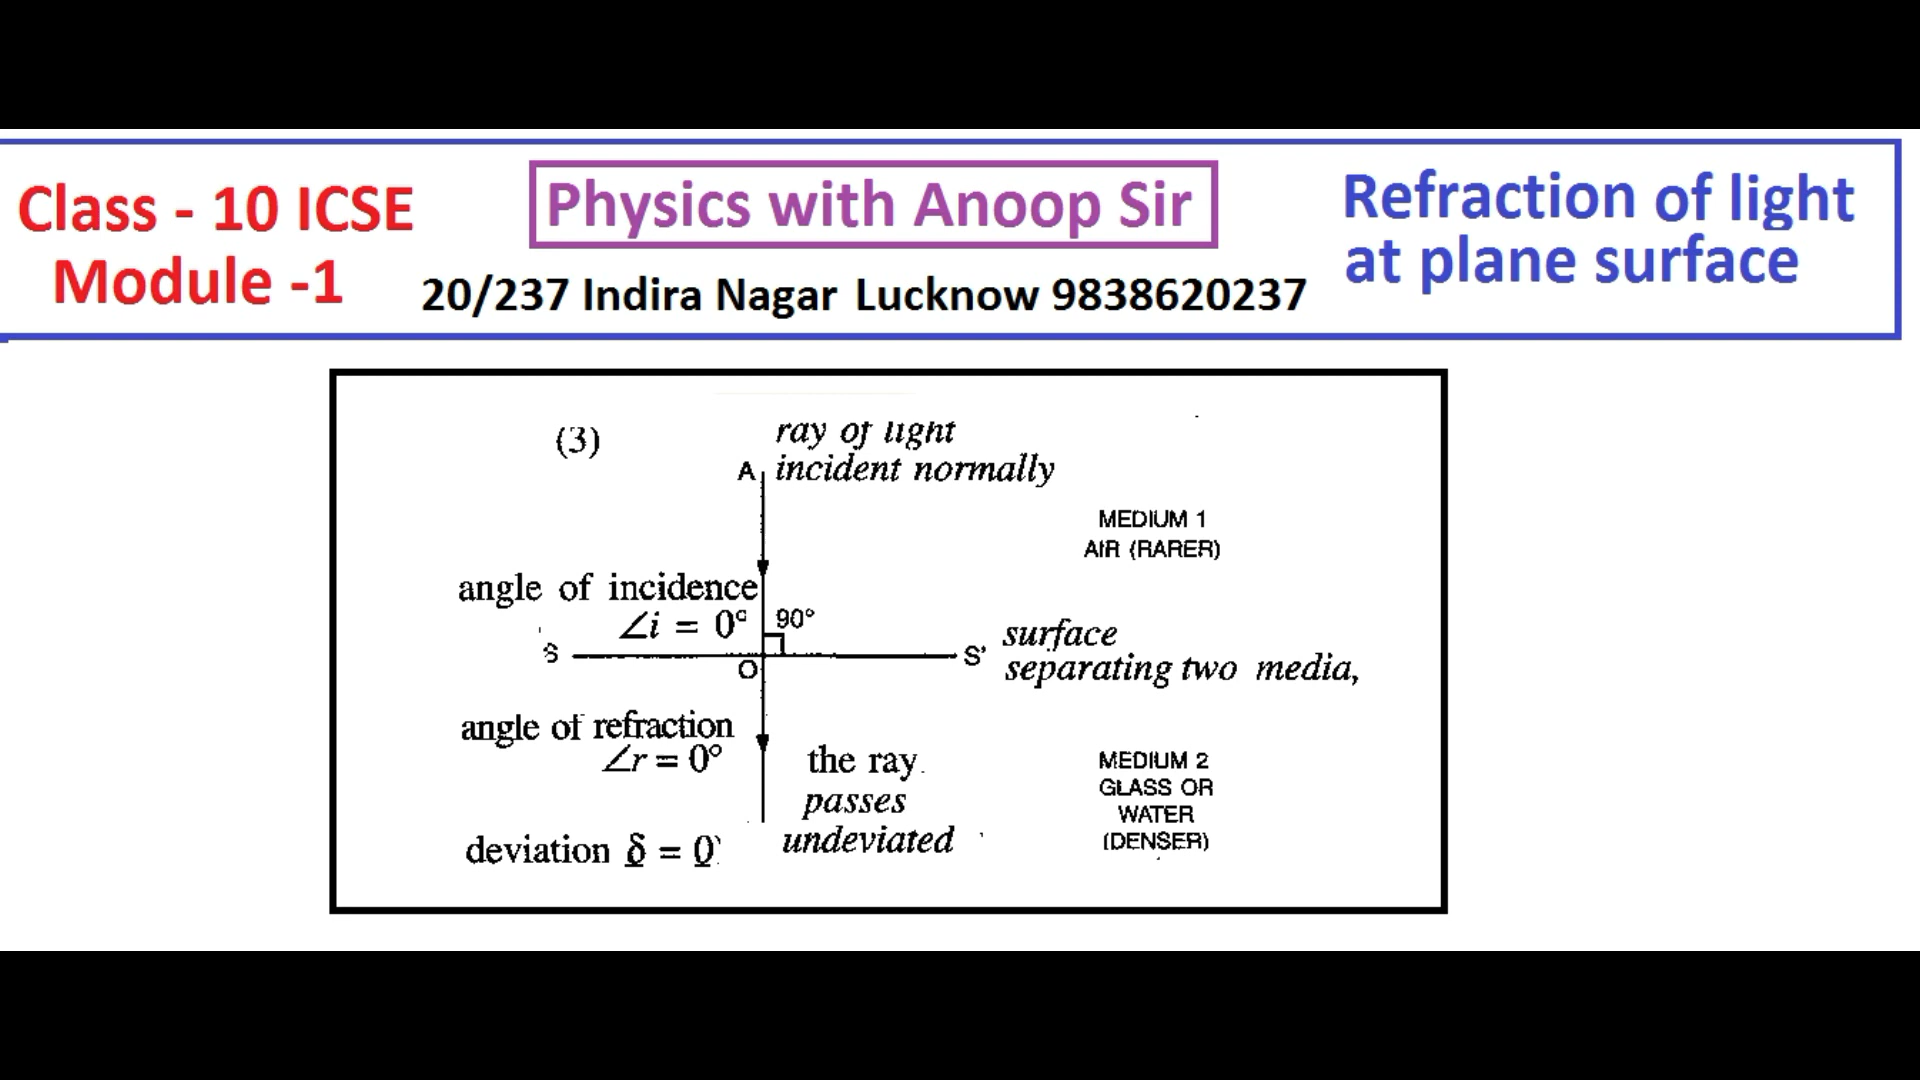 Class - 10 ICSE
Module -1
Physics with Anoop Sir
20/237 Indira Nagar Lucknow 9838620237
Refraction of light
at plane surface
(3)
ray of light
A incident normally
MEDIUM 1
AIR (RARER)
angle of incidence
∠i = 0° 90°
S O S'
surface
separating two media,
angle of refraction
∠r = 0°
the ray
passes
undeviated
MEDIUM 2
GLASS OR
WATER
(DENSER)
deviation δ = 0